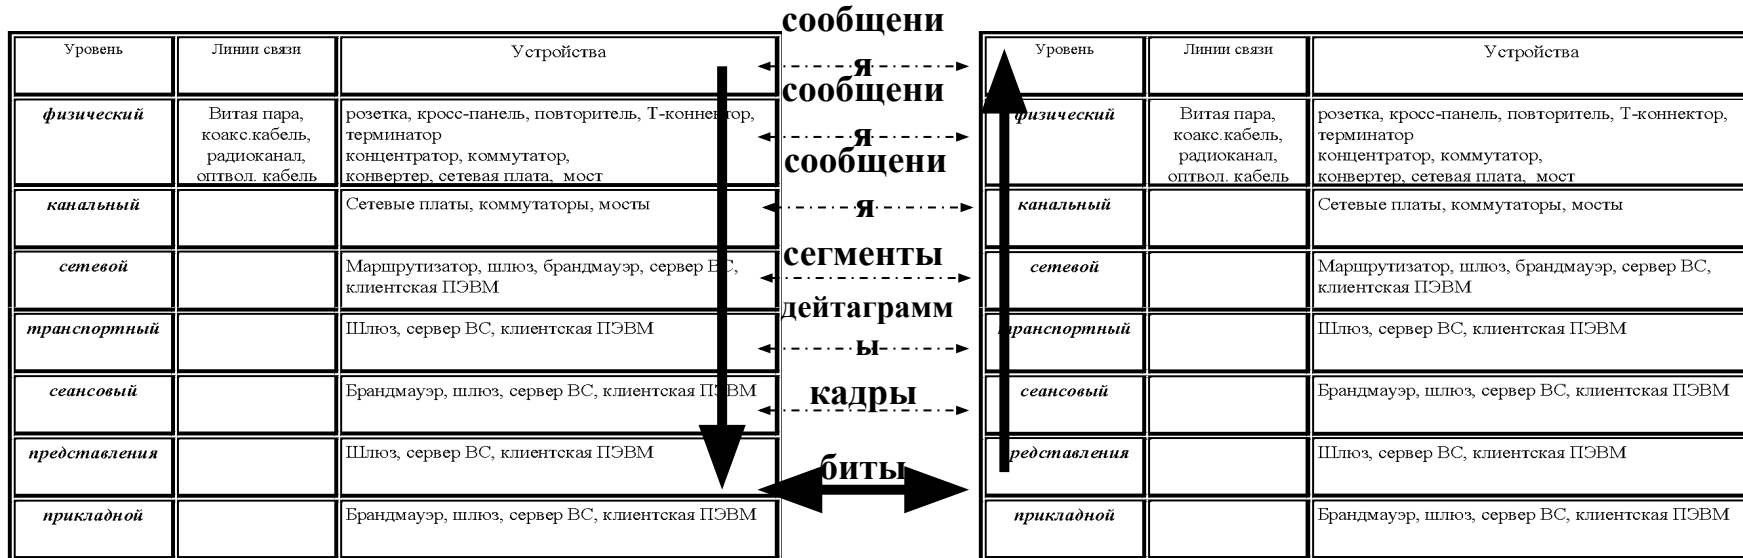 Уровень Линии связи Устройства
физический Витая пара, розетка, кросс-панель, повторитель, Т-коннектор,
коакс.кабель, терминатор
радиоканал, концентратор, коммутатор,
оптвол. кабель конвертер, сетевая плата, мост
канальный Сетевые платы, коммутаторы, мосты
сетевой Маршрутизатор, шлюз, брандмауэр, сервер ВС,
клиентская ПЭВМ
транспортный Шлюз, сервер ВС, клиентская ПЭВМ
сеансовый Брандмауэр, шлюз, сервер ВС, клиентская ПЭВМ
представления Шлюз, сервер ВС, клиентская ПЭВМ
прикладной Брандмауэр, шлюз, сервер ВС, клиентская ПЭВМ
сообщени
я
сообщени
я
сообщени
я
сегменты
дейтаграмм
ы
кадры
биты
Уровень Линии связи Устройства
физический Витая пара, розетка, кросс-панель, повторитель, Т-коннектор,
коакс.кабель, терминатор
радиоканал, концентратор, коммутатор,
оптвол. кабель конвертер, сетевая плата, мост
канальный Сетевые платы, коммутаторы, мосты
сетевой Маршрутизатор, шлюз, брандмауэр, сервер ВС,
клиентская ПЭВМ
транспортный Шлюз, сервер ВС, клиентская ПЭВМ
сеансовый Брандмауэр, шлюз, сервер ВС, клиентская ПЭВМ
представления Шлюз, сервер ВС, клиентская ПЭВМ
прикладной Брандмауэр, шлюз, сервер ВС, клиентская ПЭВМ